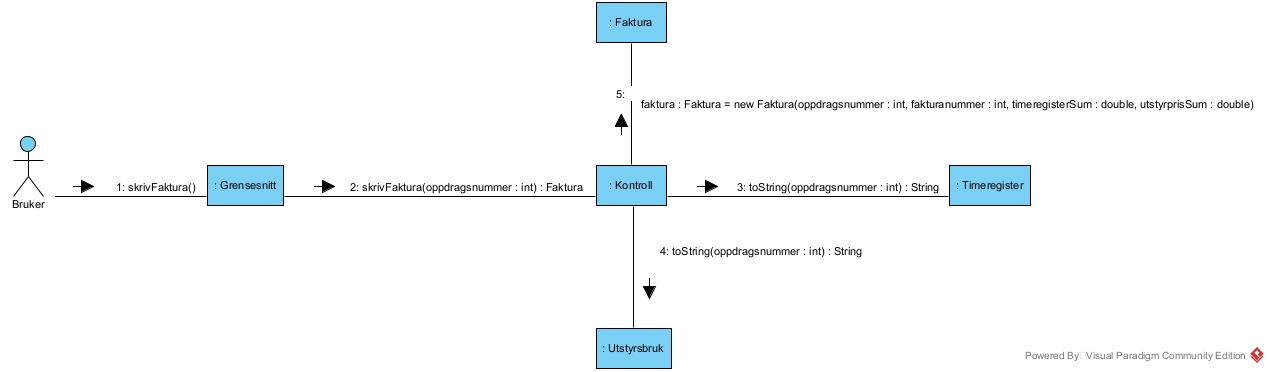 : Faktura
5:
faktura : Faktura = new Faktura(oppdragsnummer : int, fakturanummer : int, timeregisterSum : double, utstyrprisSum : double)
Bruker
1: skrivFaktura()
: Grensesnitt
2: skrivFaktura(oppdragsnummer : int) : Faktura
: Kontroll
3: toString(oppdragsnummer : int) : String
: Timeregister
4: toString(oppdragsnummer : int) : String
: Utstyrsbruk
Powered By Visual Paradigm Community Edition